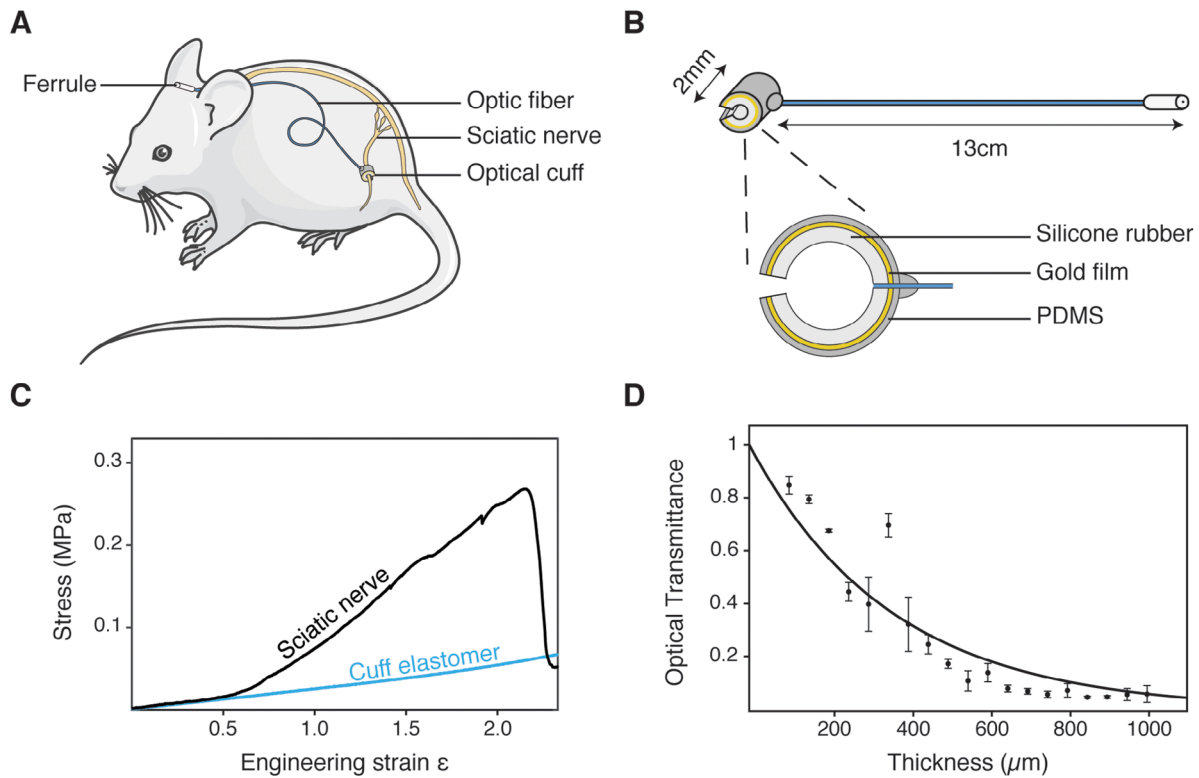 A
Ferrule
Optic fiber
Sciatic nerve
Optical cuff
B
2mm
13cm
Silicone rubber
Gold film
PDMS
C
Stress (MPa)
0.3
0.2
0.1
Sciatic nerve
Cuff elastomer
0.5
1.0
1.5
2.0
Engineering strain ε
D
Optical Transmittance
1
0.8
0.6
0.4
0.2
200
400
600
800
1000
Thickness (µm)